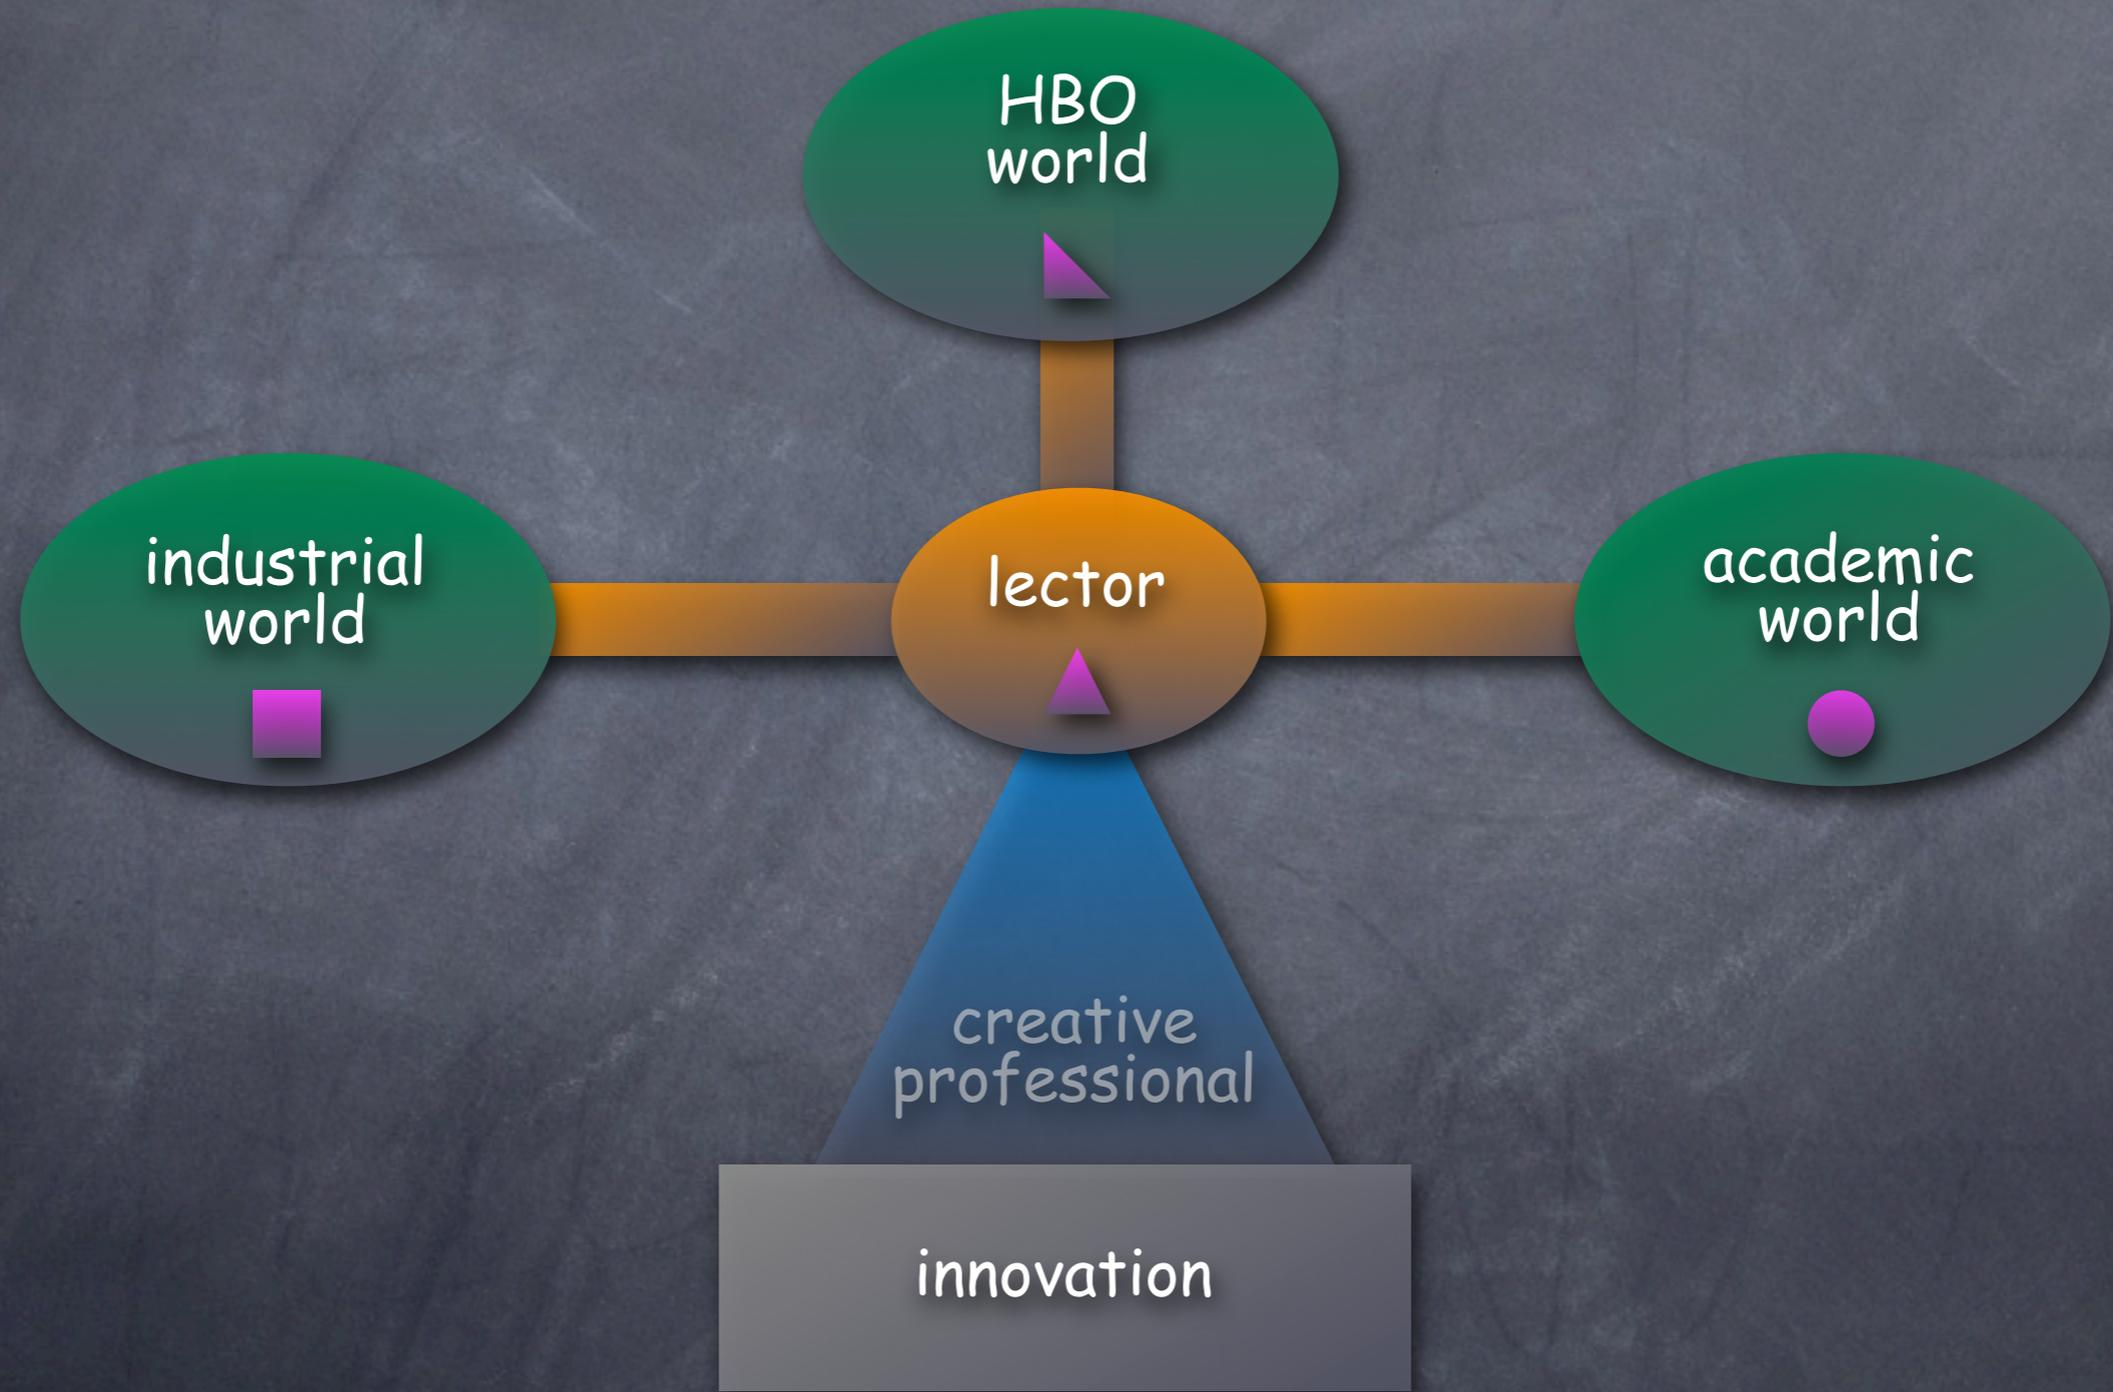 HBO
world
industrial
world
lector
academic
world
creative
professional
innovation